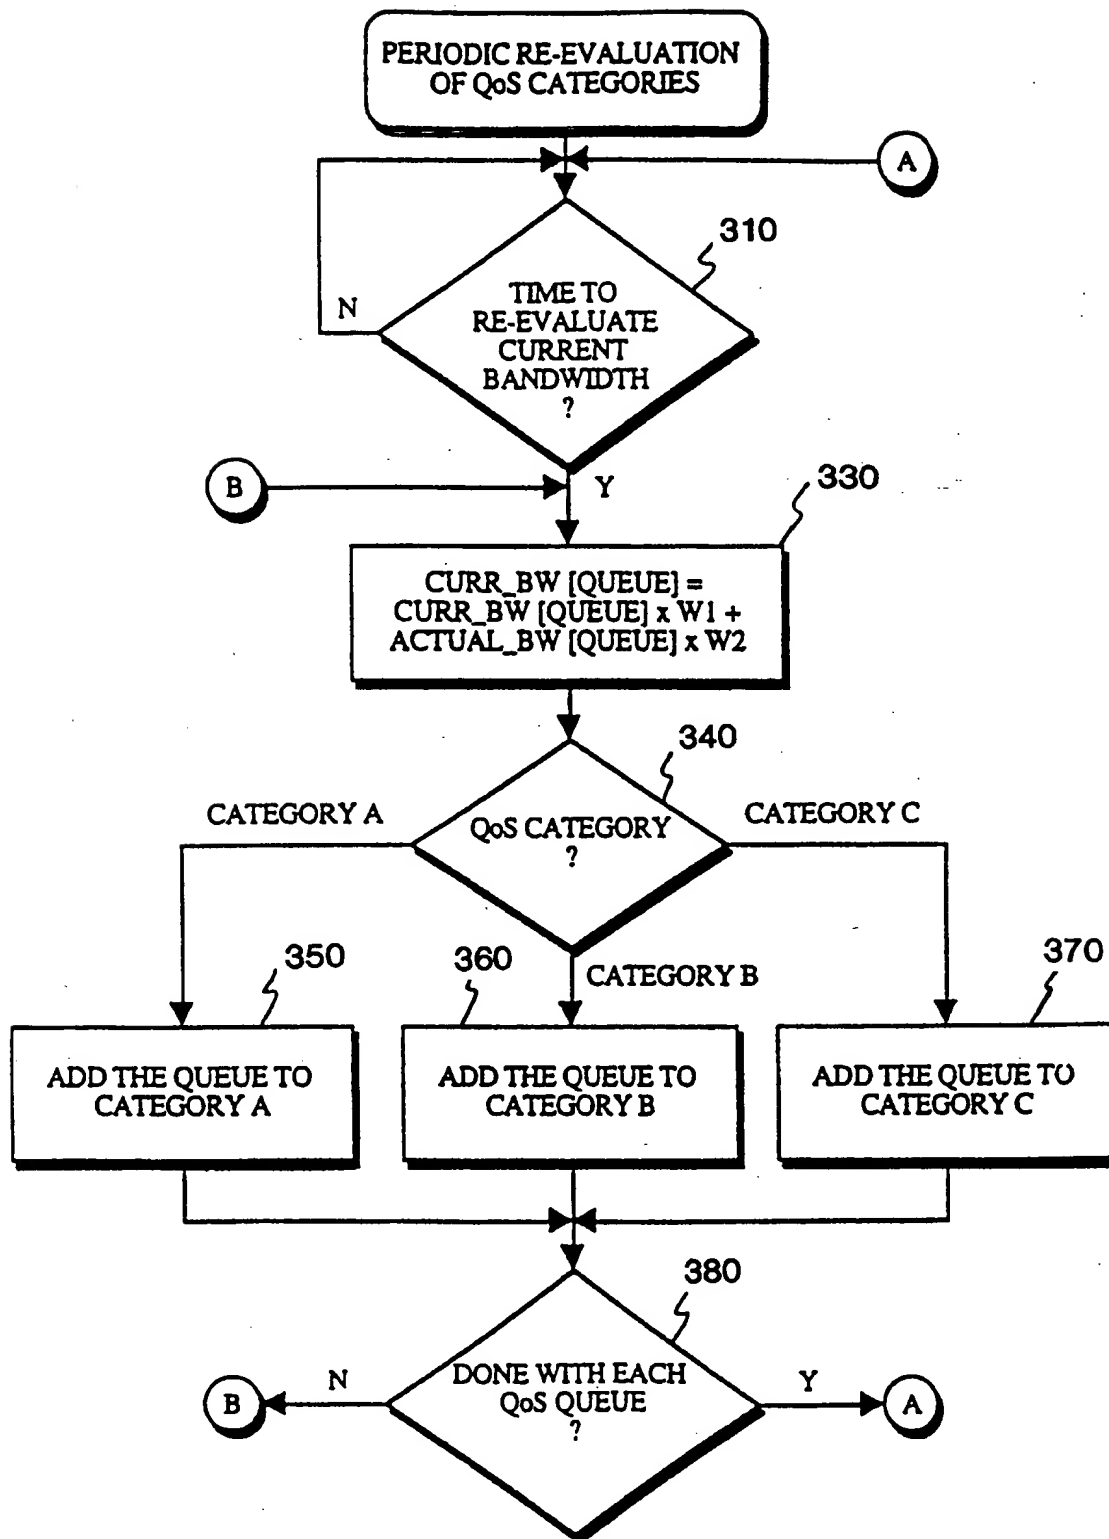 PERIODIC RE-EVALUATION
OF QoS CATEGORIES
A
310
TIME TO
RE-EVALUATE
CURRENT
BANDWIDTH
?
N
B
Y
330
CURR_BW [QUEUE] =
CURR_BW [QUEUE] x W1 +
ACTUAL_BW [QUEUE] x W2
340
CATEGORY A
QoS CATEGORY
?
CATEGORY C
350
360
CATEGORY B
370
ADD THE QUEUE TO
CATEGORY A
ADD THE QUEUE TO
CATEGORY B
ADD THE QUEUE TO
CATEGORY C
380
B
N
DONE WITH EACH
QoS QUEUE
?
Y
A